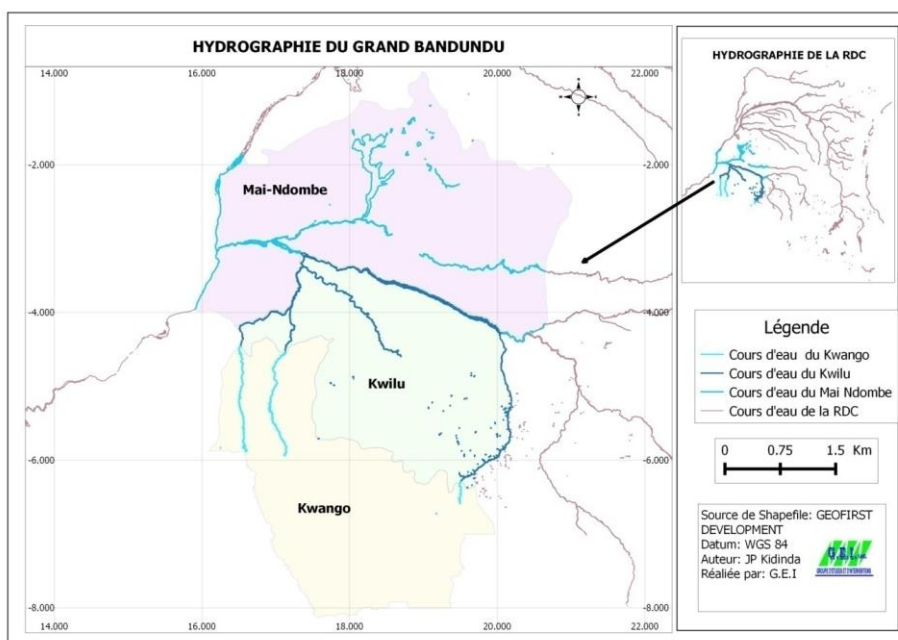 HYDROGRAPHIE DU GRAND BANDUNDU
14.000 16.000 18.000 20.000 22.000
-2.000 -2.000
Mai-Ndombe
-4.000 -4.000
Kwilu
-6.000 -6.000
Kwango
-8.000 -8.000
14.000 16.000 18.000 20.000 22.000
HYDROGRAPHIE DE LA RDC
Légende
Cours d'eau du Kwango
Cours d'eau du Kwilu
Cours d'eau du Mai Ndombe
Cours d'eau de la RDC
0 0.75 1.5 Km
Source de Shapefile: GEOFIRST
DEVELOPMENT
Datum: WGS 84
Auteur: JP Kidinda
Réaliée par: G.E.I
G.E.I.